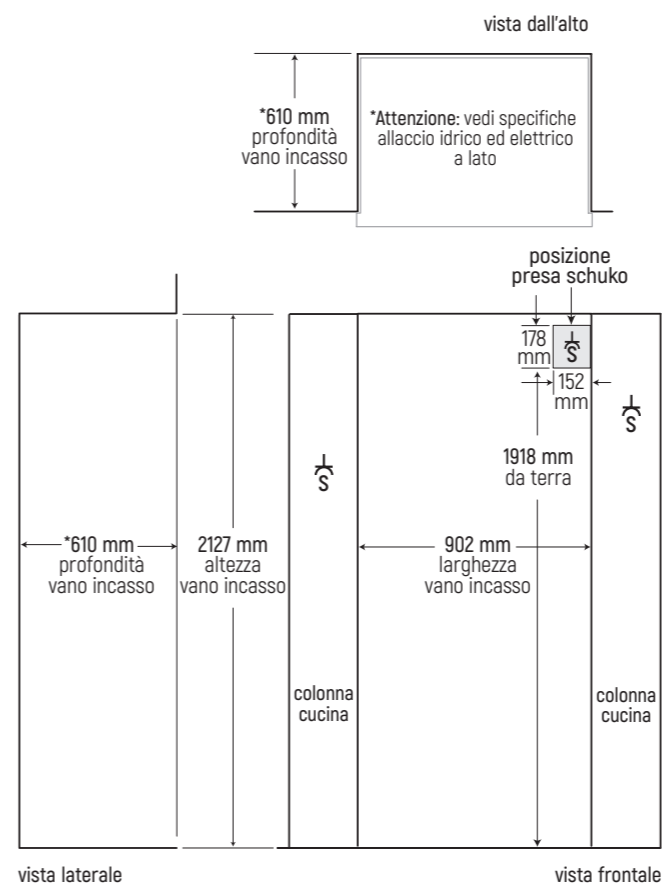 vista dall'alto
*610 mm
profondità
vano incasso
*Attenzione: vedi specifiche
allaccio idrico ed elettrico
a lato
posizione
presa schuko
178
mm
S
152
mm
S
S
1918 mm
da terra
*610 mm
profondità
vano incasso
2127 mm
altezza
vano incasso
902 mm
larghezza
vano incasso
colonna
cucina
colonna
cucina
vista laterale
vista frontale